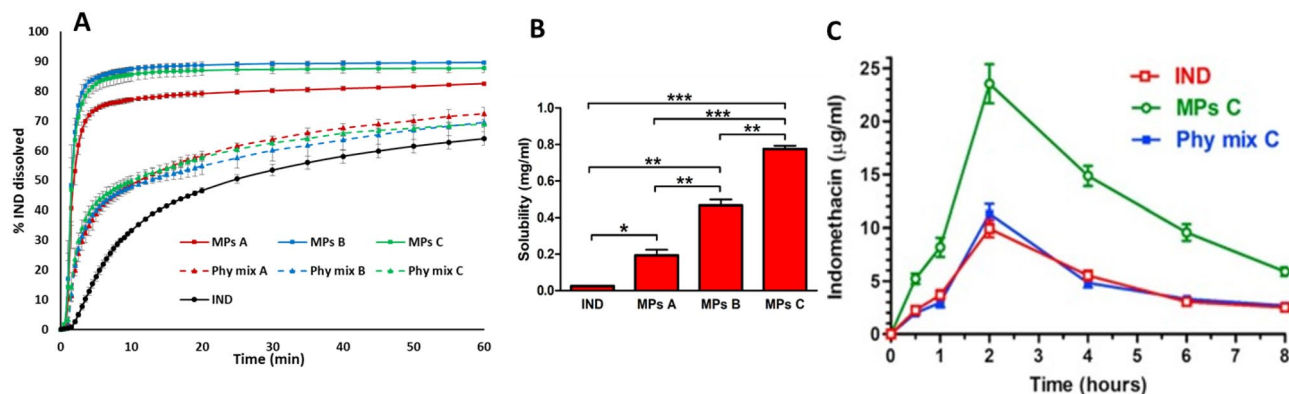 A
% IND dissolved
100
90
80
70
60
50
40
30
20
10
0
MPs A
MPs B
MPs C
Phy mix A
Phy mix B
Phy mix C
IND
0
10
20
30
40
50
60
Time (min)
B
Solubility (mg/ml)
1.0
0.8
0.6
0.4
0.2
0.0
***
***
**
**
**
*
IND
MPs A
MPs B
MPs C
C
Indomethacin (µg/ml)
25
20
15
10
5
0
IND
MPs C
Phy mix C
0
1
2
3
4
5
6
7
8
Time (hours)